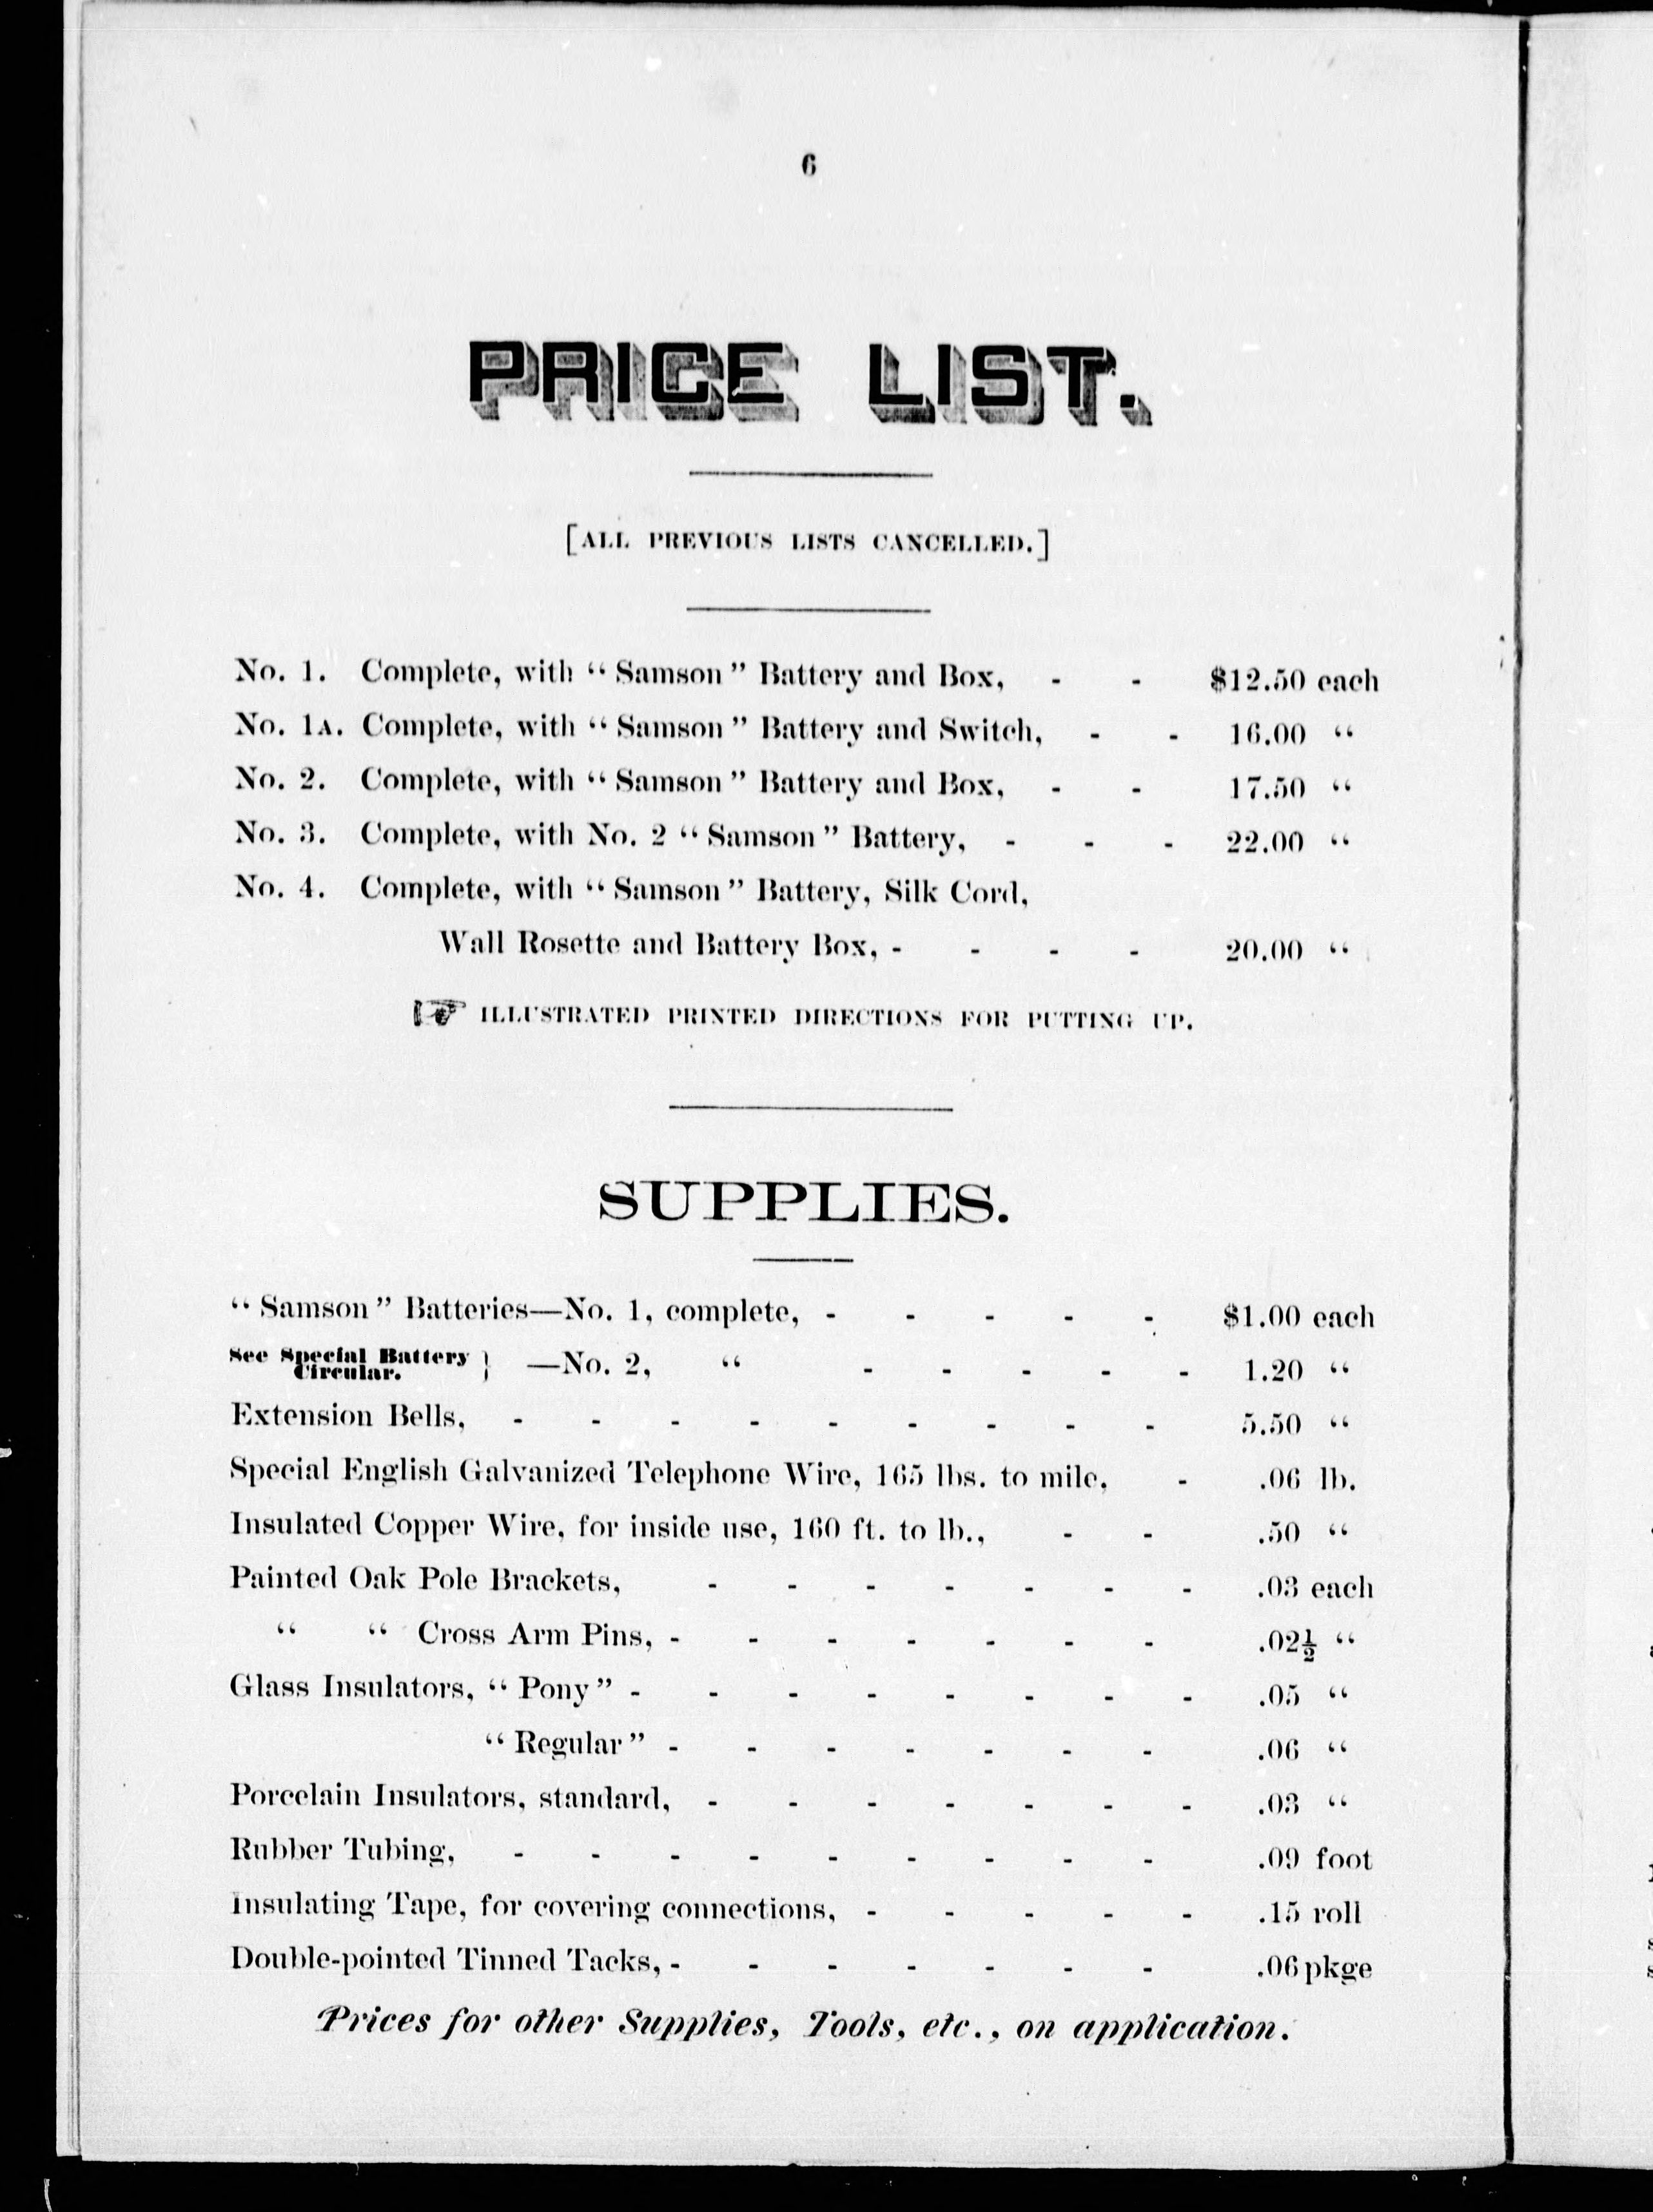 6
PRICE LIST.
[ALL PREVIOUS LISTS CANCELLED.]
No. 1. Complete, with “Samson” Battery and Box, - - $12.50 each
No. 1A. Complete, with “Samson” Battery and Switch, - - 16.00 “
No. 2. Complete, with “Samson” Battery and Box, - - 17.50 “
No. 3. Complete, with No. 2 “Samson” Battery, - - - 22.00 “
No. 4. Complete, with “Samson” Battery, Silk Cord,
Wall Rosette and Battery Box, - - - - 20.00 “
☞ ILLUSTRATED PRINTED DIRECTIONS FOR PUTTING UP.
SUPPLIES.
“Samson” Batteries—No. 1, complete, - - - - - $1.00 each
See Special Battery Circular. } —No. 2, “ - - - - - 1.20 “
Extension Bells, - - - - - - - - - 5.50 “
Special English Galvanized Telephone Wire, 165 lbs. to mile, - .06 lb.
Insulated Copper Wire, for inside use, 160 ft. to lb., - - .50 “
Painted Oak Pole Brackets, - - - - - - - .03 each
“ “ Cross Arm Pins, - - - - - - - .02½ “
Glass Insulators, “Pony” - - - - - - - - .05 “
“Regular” - - - - - - - .06 “
Porcelain Insulators, standard, - - - - - - - .03 “
Rubber Tubing, - - - - - - - - - .09 foot
Insulating Tape, for covering connections, - - - - - .15 roll
Double-pointed Tinned Tacks, - - - - - - - .06 pkge
Prices for other Supplies, Tools, etc., on application.